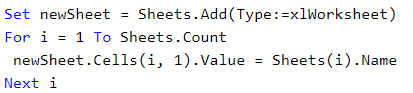 Set newSheet = Sheets.Add(Type:=xlWorksheet)
For i = 1 To Sheets.Count
 newSheet.Cells(i, 1).Value = Sheets(i).Name
Next i